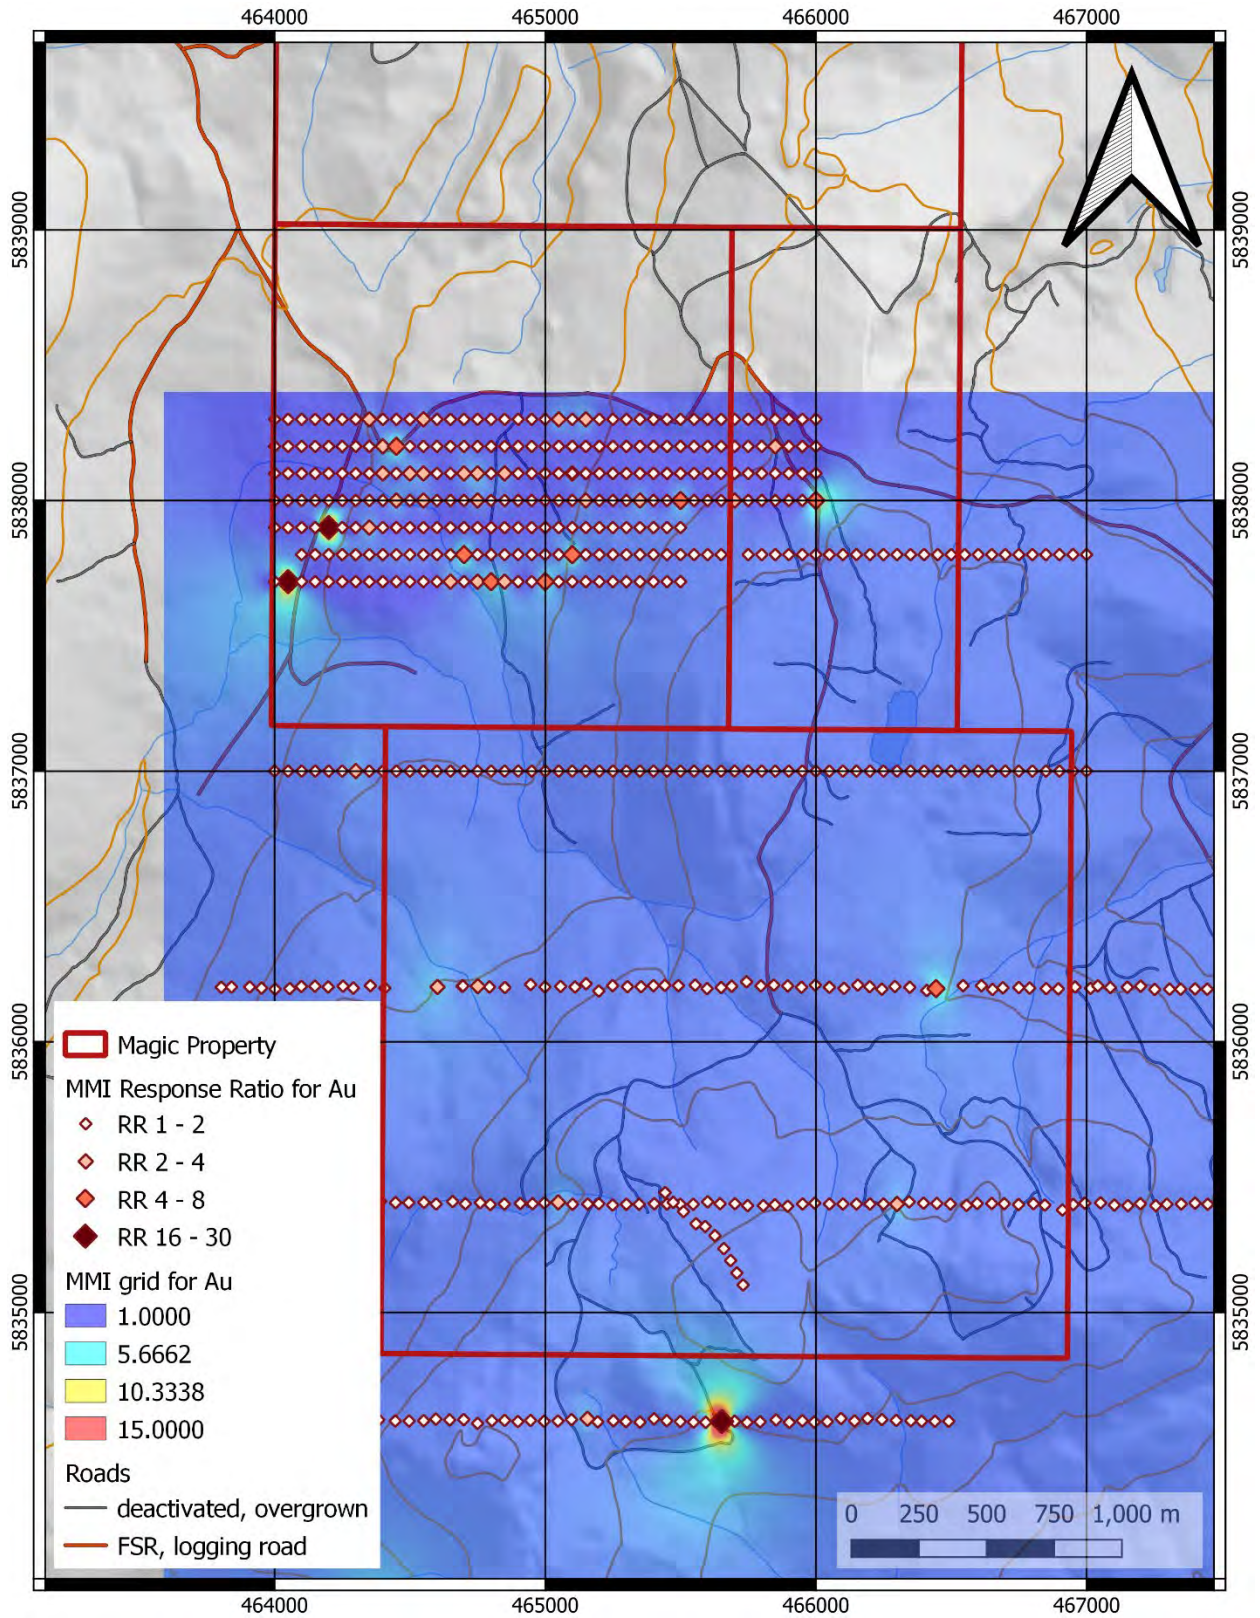 464000 465000 466000 467000
5839000 5839000
5838000 5838000
5837000 5837000
5836000 5836000
5835000 5835000
Magic Property
MMI Response Ratio for Au
RR 1 - 2
RR 2 - 4
RR 4 - 8
RR 16 - 30
MMI grid for Au
1.0000
5.6662
10.3338
15.0000
Roads
deactivated, overgrown
FSR, logging road
0 250 500 750 1,000 m
464000 465000 466000 467000